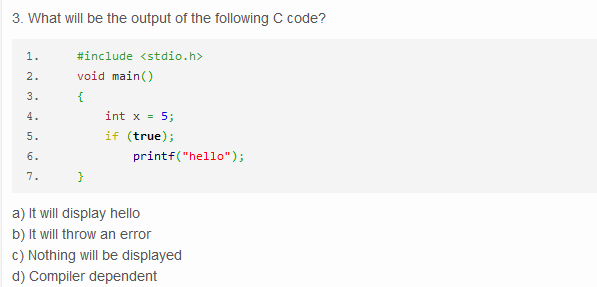 3. What will be the output of the following C code?
1. #include <stdio.h>
2. void main()
3. {
4. int x = 5;
5. if (true);
6. printf("hello");
7. }
a) It will display hello
b) It will throw an error
c) Nothing will be displayed
d) Compiler dependent